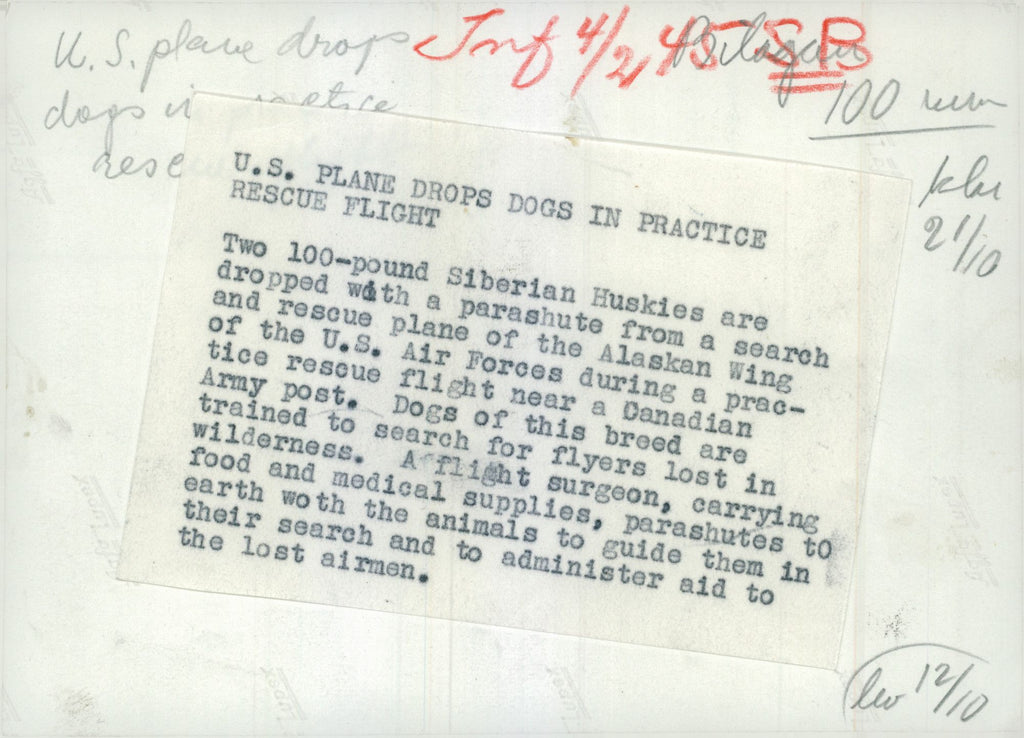 U.S. plane drops
dogs in practice
rescue
Inf 4/2, 45 SB
100 mm
21/10
U.S. PLANE DROPS DOGS IN PRACTICE
RESCUE FLIGHT
Two 100-pound Siberian Huskies are
dropped with a parashute from a search
and rescue plane of the Alaskan Wing
of the U.S. Air Forces during a prac-
tice rescue flight near a Canadian
Army post. Dogs of this breed are
trained to search for flyers lost in
wilderness. A flight surgeon, carrying
food and medical supplies, parashutes to
earth woth the animals to guide them in
their search and to administer aid to
the lost airmen.
12/10